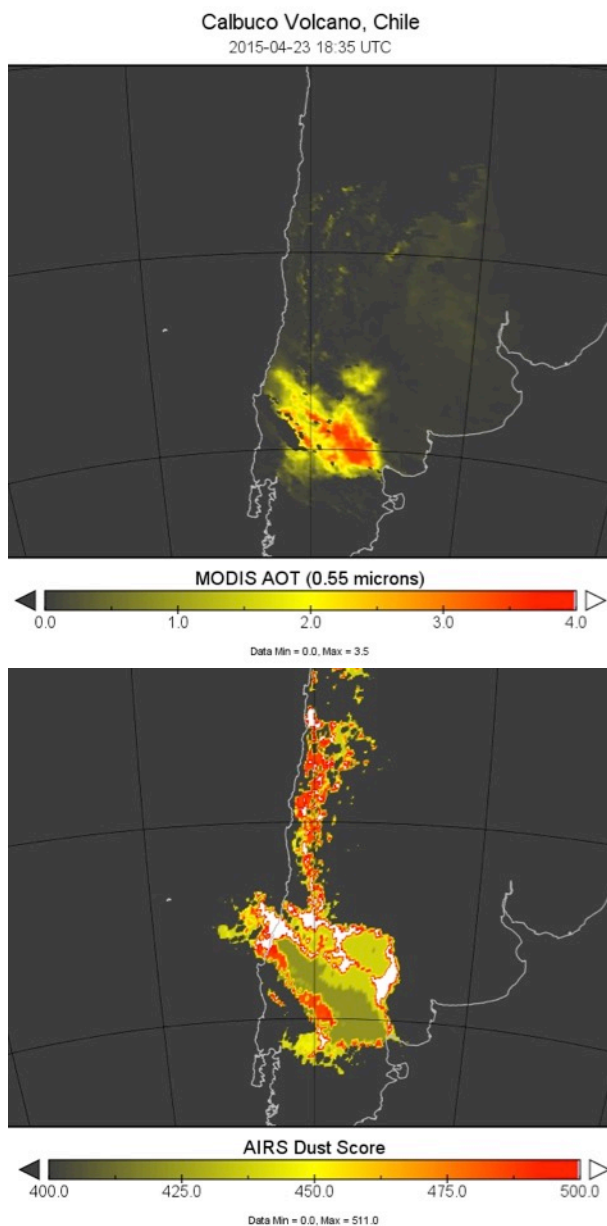 Calbuco Volcano, Chile
2015-04-23 18:35 UTC
MODIS AOT (0.55 microns)
0.0 1.0 2.0 3.0 4.0
Data Min = 0.0, Max = 3.5
AIRS Dust Score
400.0 425.0 450.0 475.0 500.0
Data Min = 0.0, Max = 511.0